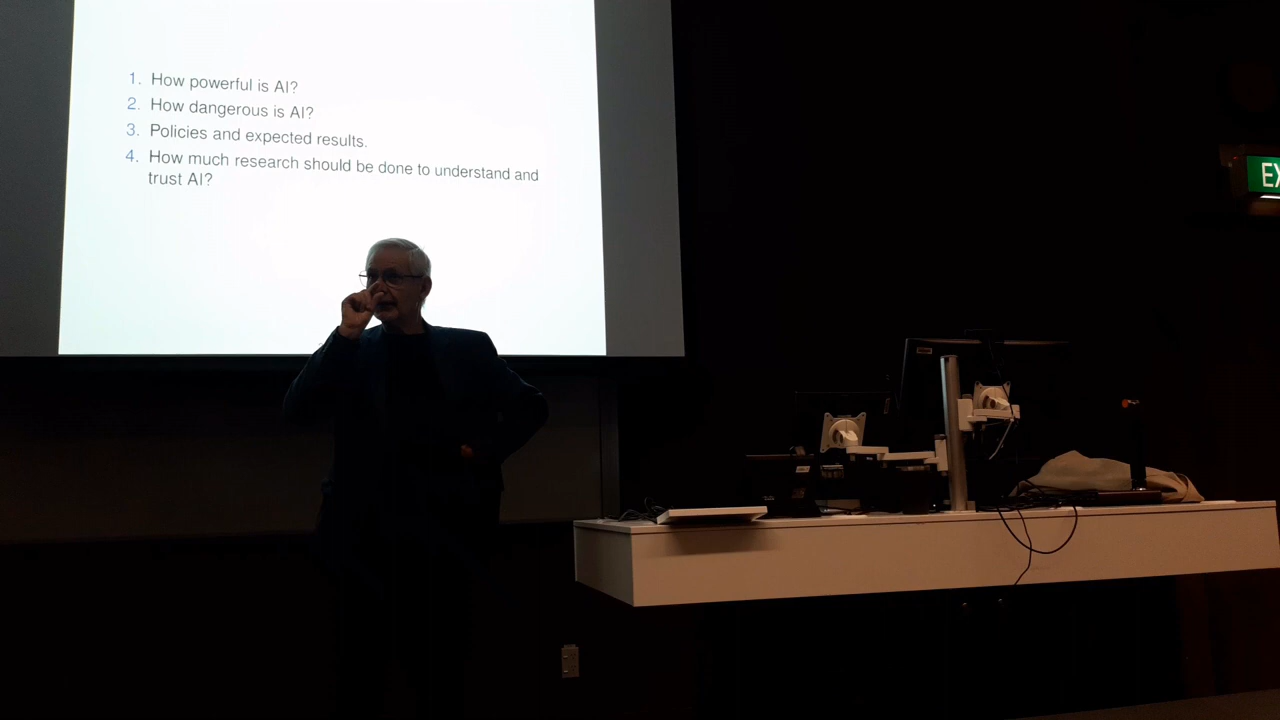 1. How powerful is AI?
2. How dangerous is AI?
3. Policies and expected results.
4. How much research should be done to understand and
trust AI?
EX